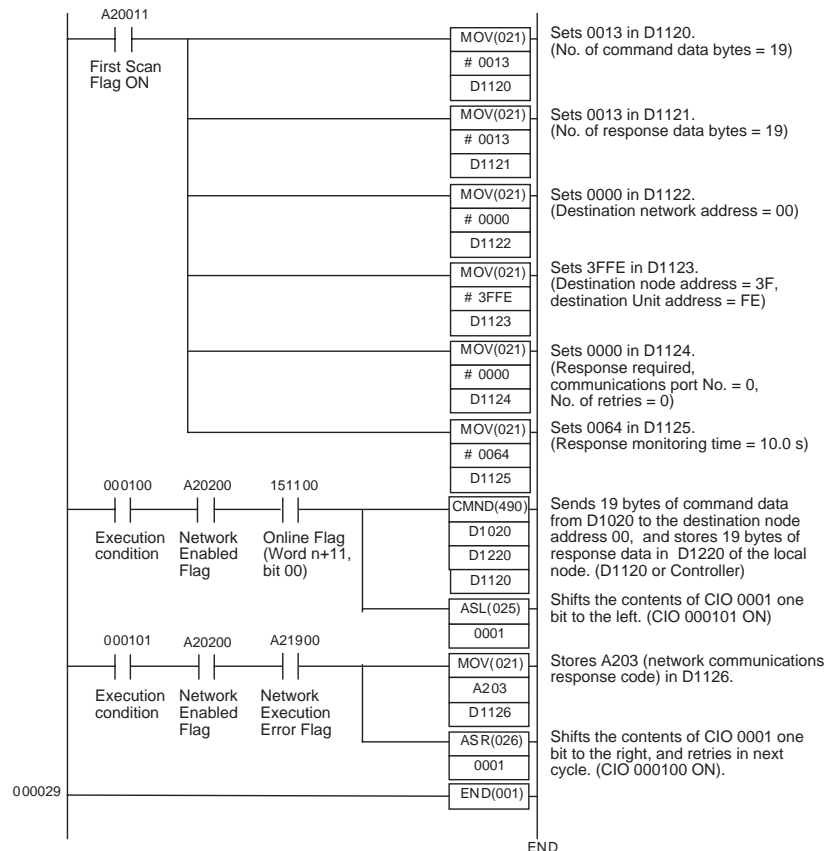 A20011
First Scan
Flag ON
MOV(021)
# 0013
D1120
Sets 0013 in D1120.
(No. of command data bytes = 19)
MOV(021)
# 0013
D1121
Sets 0013 in D1121.
(No. of response data bytes = 19)
MOV(021)
# 0000
D1122
Sets 0000 in D1122.
(Destination network address = 00)
MOV(021)
# 3FFE
D1123
Sets 3FFE in D1123.
(Destination node address = 3F,
destination Unit address = FE)
MOV(021)
# 0000
D1124
Sets 0000 in D1124.
(Response required,
communications port No. = 0,
No. of retries = 0)
MOV(021)
# 0064
D1125
Sets 0064 in D1125.
(Response monitoring time = 10.0 s)
000100 A20200 151100
Execution condition
Network Enabled Flag
Online Flag (Word n+11, bit 00)
CMND(490)
D1020
D1220
D1120
Sends 19 bytes of command data
from D1020 to the destination node
address 00, and stores 19 bytes of
response data in D1220 of the local
node. (D1120 or Controller)
ASL(025)
0001
Shifts the contents of CIO 0001 one
bit to the left. (CIO 000101 ON)
000101 A20200 A21900
Execution condition
Network Enabled Flag
Network Execution Error Flag
MOV(021)
A203
D1126
Stores A203 (network communications
response code) in D1126.
ASR(026)
0001
Shifts the contents of CIO 0001 one
bit to the right, and retries in next
cycle. (CIO 000100 ON).
000029
END(001)
END